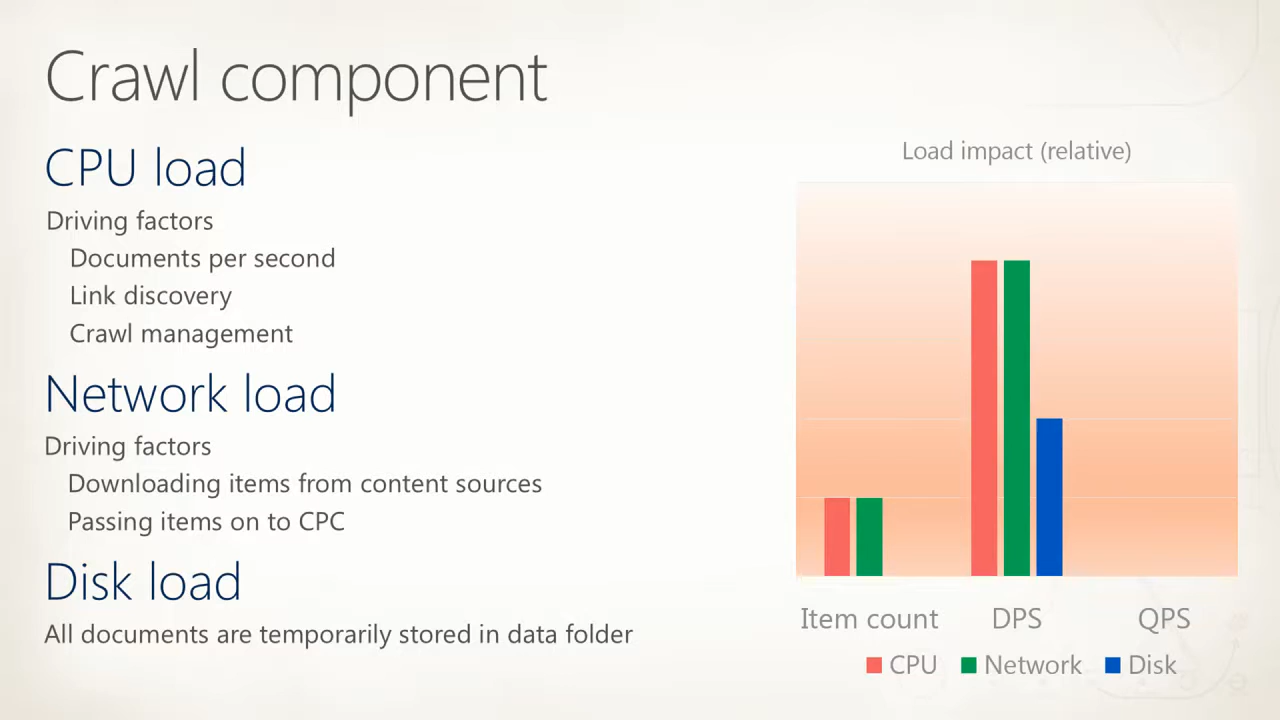 Crawl component
CPU load
Driving factors
Documents per second
Link discovery
Crawl management
Network load
Driving factors
Downloading items from content sources
Passing items on to CPC
Disk load
All documents are temporarily stored in data folder
Load impact (relative)
Item count
DPS
QPS
CPU
Network
Disk